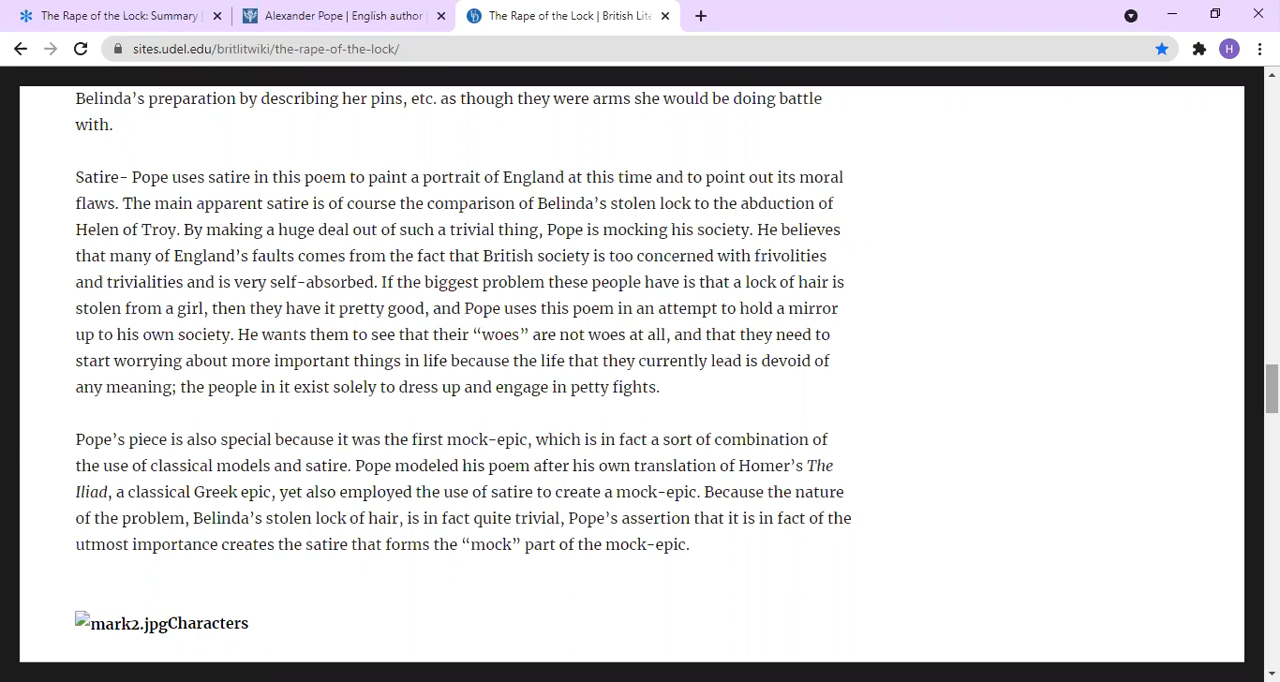 The Rape of the Lock: Summary
Alexander Pope | English author
The Rape of the Lock | British Lit
sites.udel.edu/britlitwiki/the-rape-of-the-lock/
H
Belinda’s preparation by describing her pins, etc. as though they were arms she would be doing battle
with.
Satire- Pope uses satire in this poem to paint a portrait of England at this time and to point out its moral
flaws. The main apparent satire is of course the comparison of Belinda’s stolen lock to the abduction of
Helen of Troy. By making a huge deal out of such a trivial thing, Pope is mocking his society. He believes
that many of England’s faults comes from the fact that British society is too concerned with frivolities
and trivialities and is very self-absorbed. If the biggest problem these people have is that a lock of hair is
stolen from a girl, then they have it pretty good, and Pope uses this poem in an attempt to hold a mirror
up to his own society. He wants them to see that their “woes” are not woes at all, and that they need to
start worrying about more important things in life because the life that they currently lead is devoid of
any meaning; the people in it exist solely to dress up and engage in petty fights.
Pope’s piece is also special because it was the first mock-epic, which is in fact a sort of combination of
the use of classical models and satire. Pope modeled his poem after his own translation of Homer’s The
Iliad, a classical Greek epic, yet also employed the use of satire to create a mock-epic. Because the nature
of the problem, Belinda’s stolen lock of hair, is in fact quite trivial, Pope’s assertion that it is in fact of the
utmost importance creates the satire that forms the “mock” part of the mock-epic.
mark2.jpgCharacters